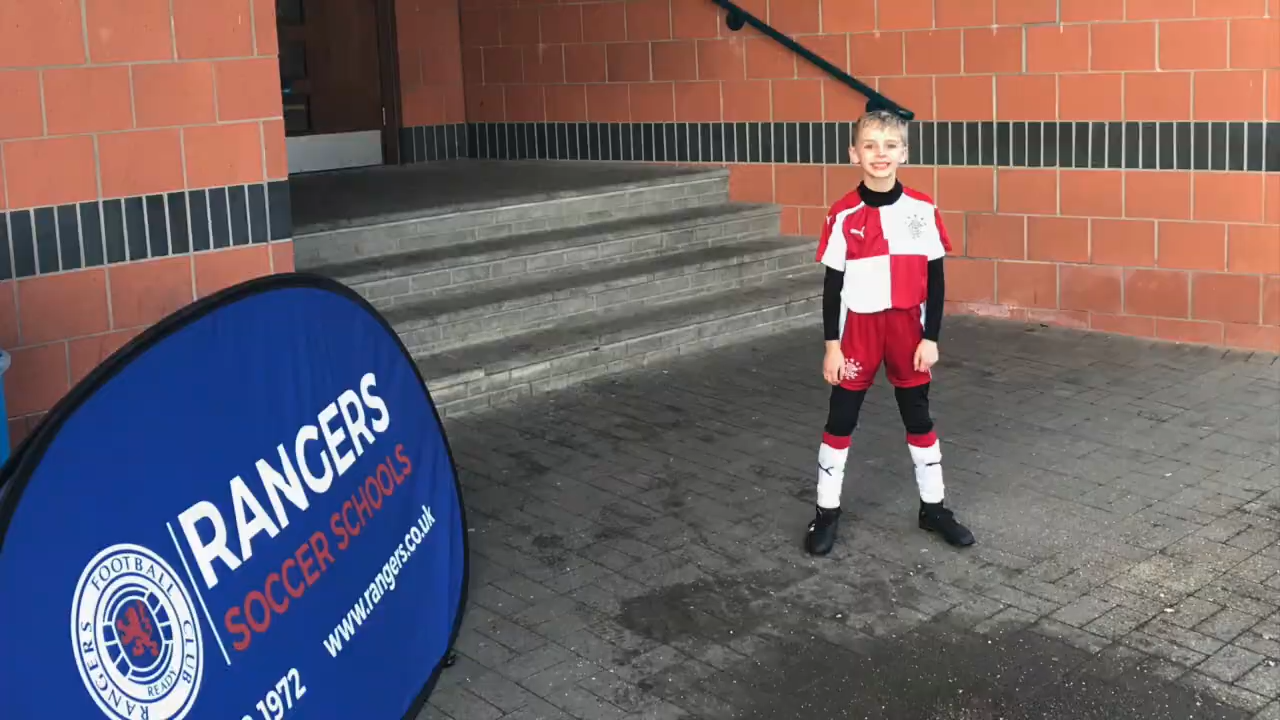 RANGERS
SOCCER SCHOOLS
www.rangers.co.uk
1972
RANGERS FOOTBALL CLUB
READY